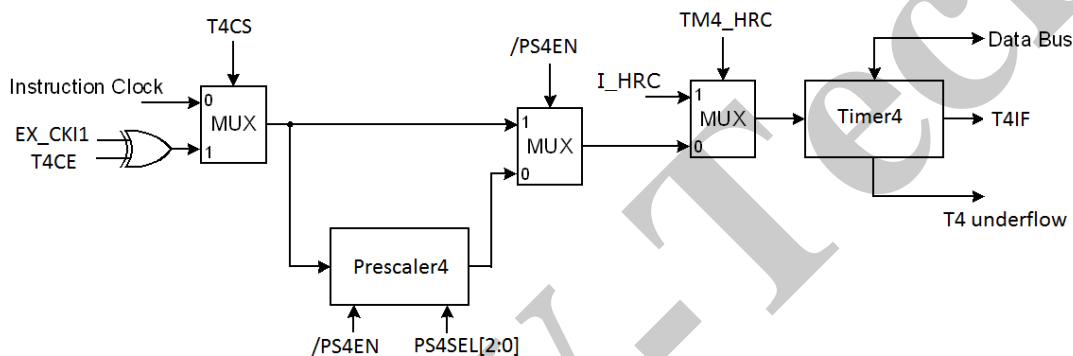 T4CS
TM4_HRC
/PS4EN
Data Bus
I_HRC
Instruction Clock
0
1
MUX
EX_CKI1
T4CE
1
1
MUX
0
MUX
0
Timer4
T4IF
T4 underflow
Prescaler4
/PS4EN
PS4SEL[2:0]